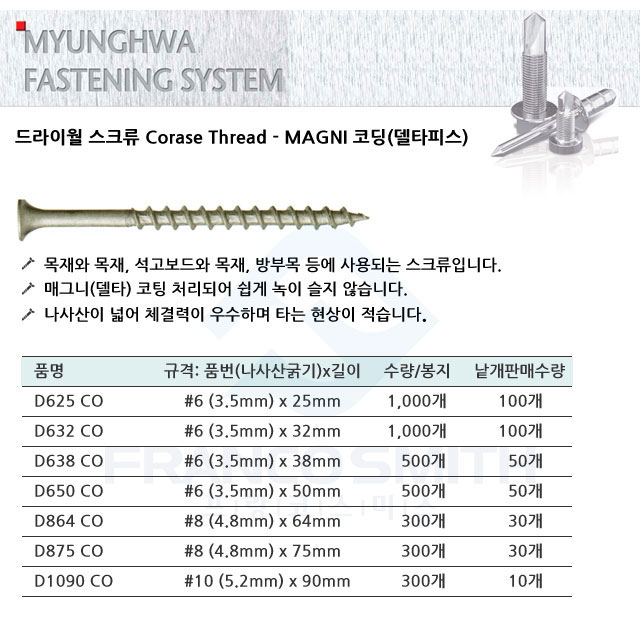 MYUNGHWA
FASTENING SYSTEM
드라이월 스크류 Corase Thread - MAGNI 코딩(델타피스)
목재와 목재, 석고보드와 목재, 방부목 등에 사용되는 스크류입니다.
매그니(델타) 코팅 처리되어 쉽게 녹이 슬지 않습니다.
나사산이 넓어 체결력이 우수하며 타는 현상이 적습니다.
품명 규격: 품번(나사산굵기)x길이 수량/봉지 낱개판매수량
D625 CO #6 (3.5mm) x 25mm 1,000개 100개
D632 CO #6 (3.5mm) x 32mm 1,000개 100개
D638 CO #6 (3.5mm) x 38mm 500개 50개
FRANCO SMITH
D650 CO #6 (3.5mm) x 50mm 500개 50개
프랑코스미스
D864 CO #8 (4.8mm) x 64mm 300개 30개
D875 CO #8 (4.8mm) x 75mm 300개 30개
D1090 CO #10 (5.2mm) x 90mm 300개 10개